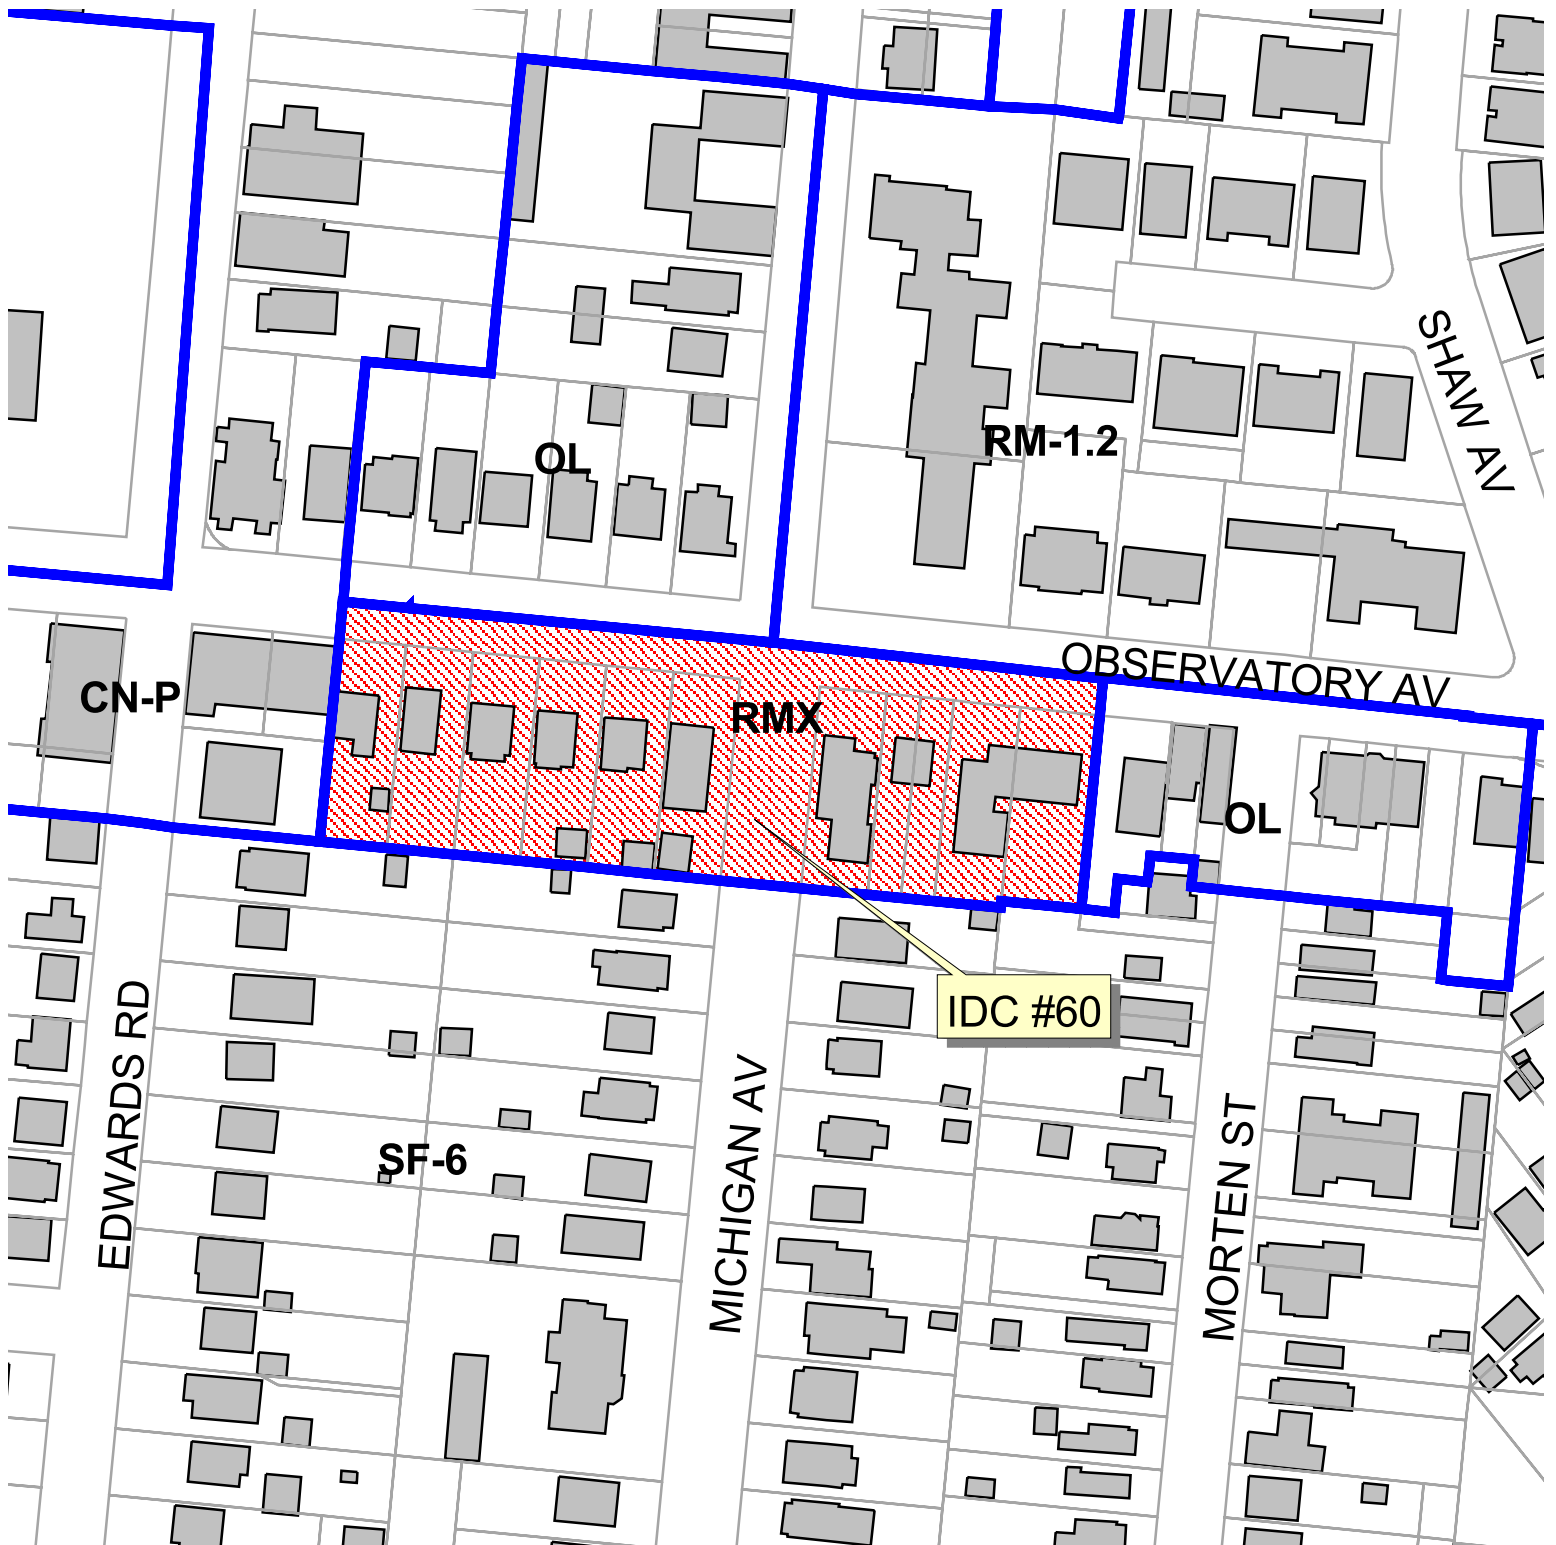 SHAW AV
OL
RM-1.2
OBSERVATORY AV
CN-P
RMX
OL
IDC #60
EDWARDS RD
SF-6
MICHIGAN AV
MORTEN ST